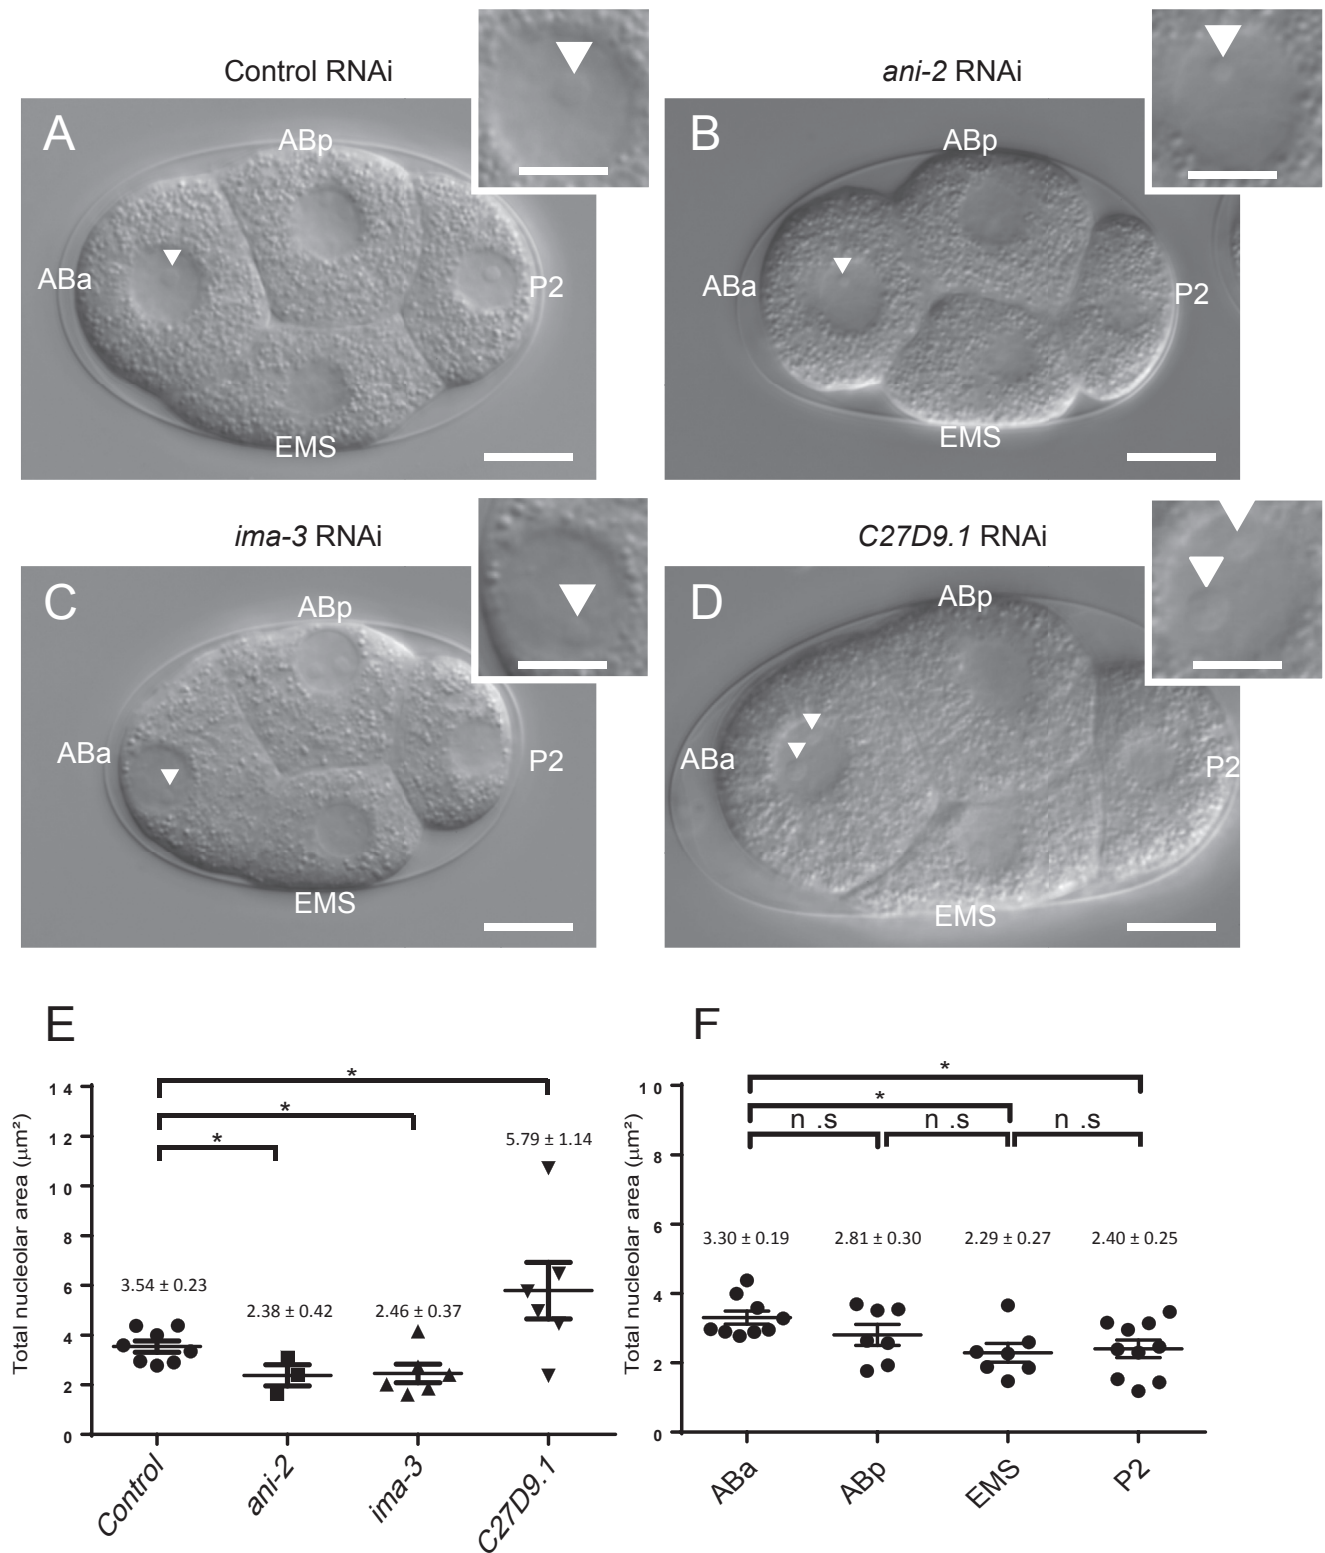 Control RNAi
ani-2 RNAi
A
ABp
ABa
P2
EMS
B
ABp
ABa
P2
EMS
ima-3 RNAi
C27D9.1 RNAi
C
ABp
ABa
P2
EMS
D
ABp
ABa
P2
EMS
E
Total nucleolar area (μm²)
14
12
10
8
6
4
2
0
*
*
*
3.54 ± 0.23
2.38 ± 0.42
2.46 ± 0.37
5.79 ± 1.14
Control
ani-2
ima-3
C27D9.1
F
Total nucleolar area (μm²)
10
8
6
4
2
0
*
*
n .s
n .s
n .s
3.30 ± 0.19
2.81 ± 0.30
2.29 ± 0.27
2.40 ± 0.25
ABa
ABp
EMS
P2